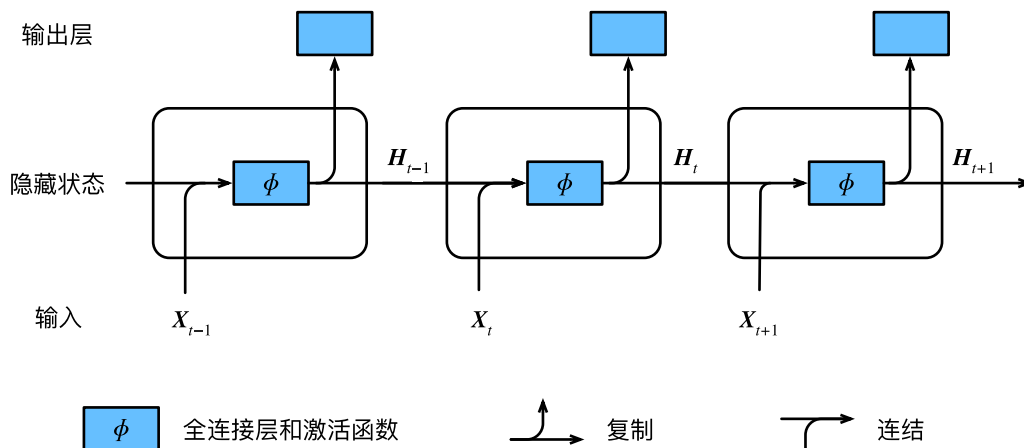 输出层
隐藏状态
ϕ
H_{t-1}
ϕ
H_t
ϕ
H_{t+1}
输入
X_{t-1}
X_t
X_{t+1}
ϕ 全连接层和激活函数
复制
连结